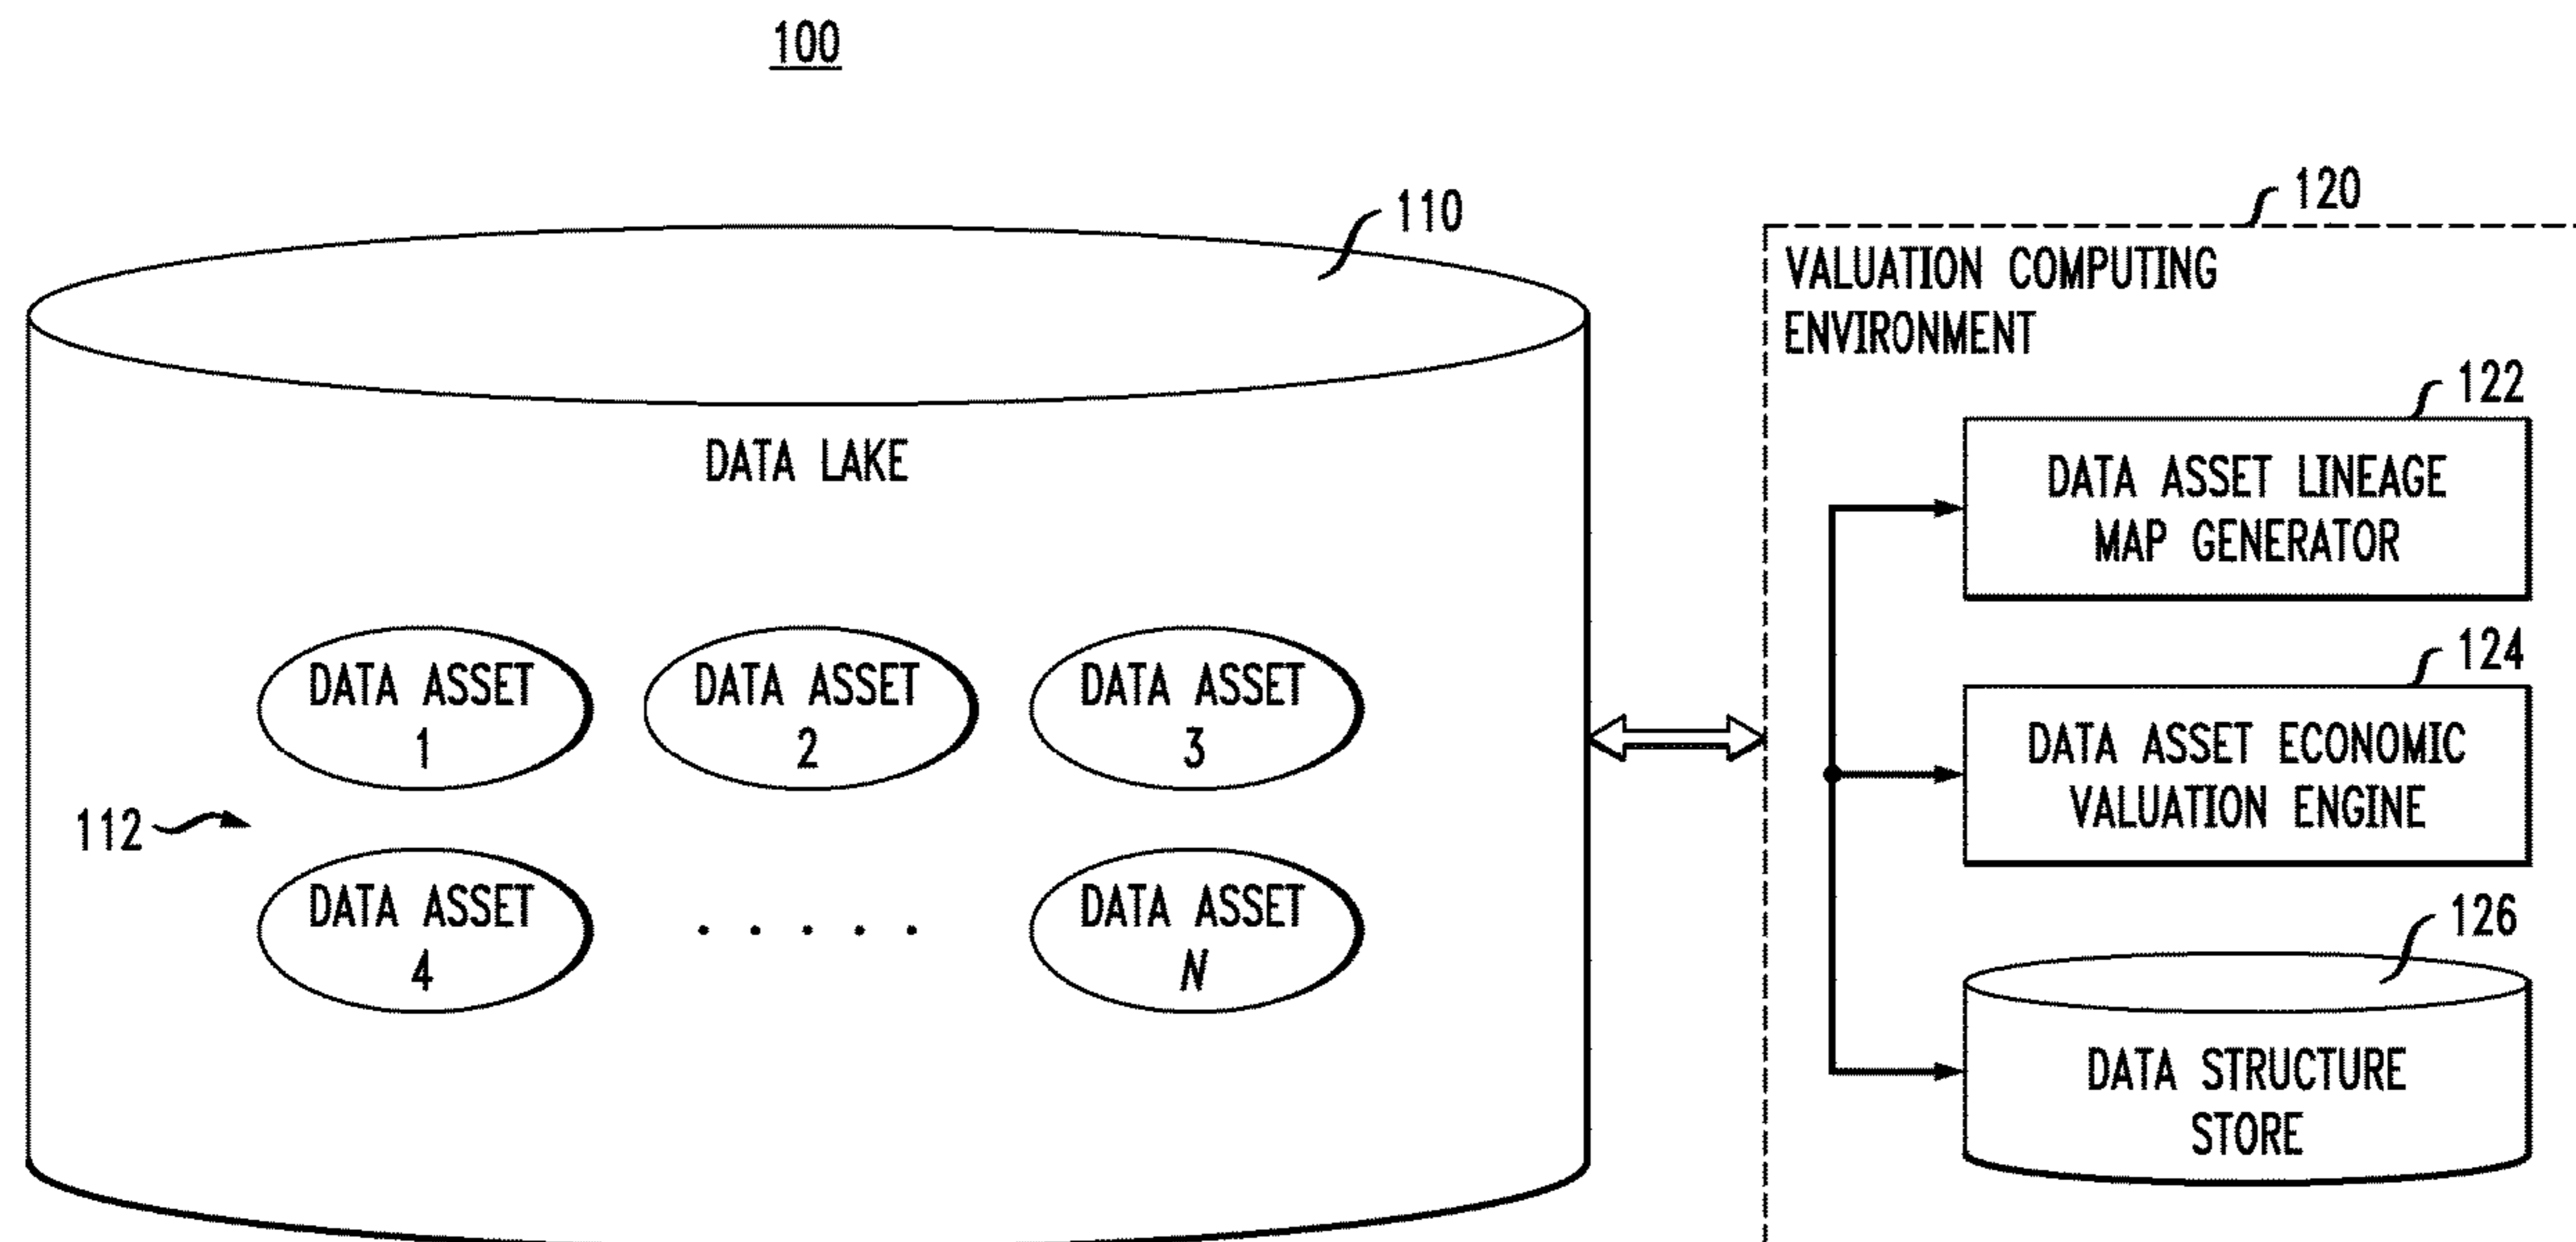 100
110
120
VALUATION COMPUTING
ENVIRONMENT
122
DATA LAKE
DATA ASSET LINEAGE
MAP GENERATOR
124
DATA ASSET
1
DATA ASSET
2
DATA ASSET
3
DATA ASSET ECONOMIC
VALUATION ENGINE
112
126
DATA ASSET
4
. . . . .
DATA ASSET
N
DATA STRUCTURE
STORE